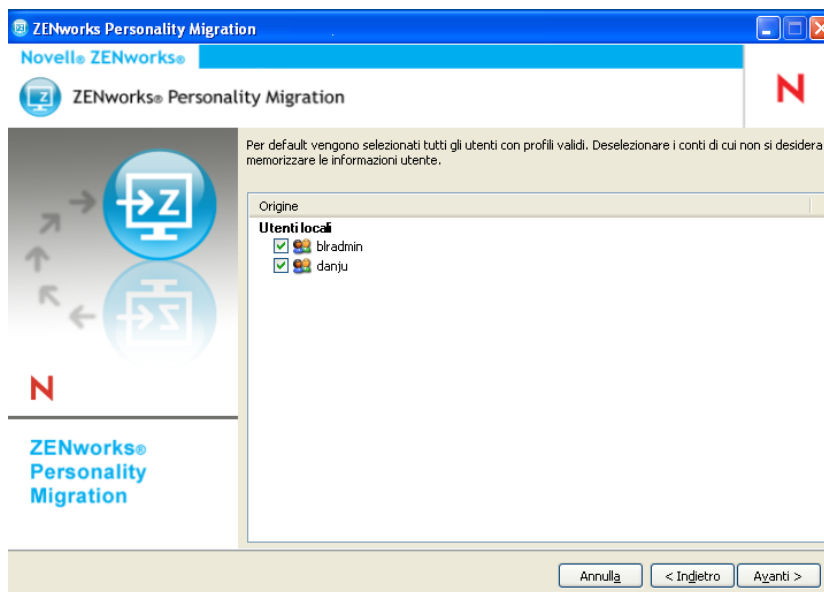 ZENworks Personality Migration
Novell® ZENworks®
ZENworks® Personality Migration
N
Per default vengono selezionati tutti gli utenti con profili validi. Deselezionare i conti di cui non si desidera
memorizzare le informazioni utente.
Origine
Utenti locali
blradmin
danju
Z
N
ZENworks®
Personality
Migration
Annulla
< Indietro
Avanti >